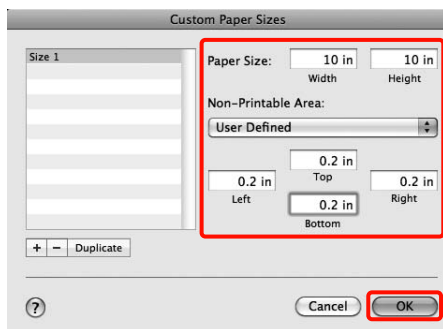 Custom Paper Sizes
Size 1
Paper Size: 10 in 10 in
Width Height
Non-Printable Area:
User Defined
0.2 in
Top
0.2 in 0.2 in
Left Right
0.2 in
Bottom
+ - Duplicate
? Cancel OK